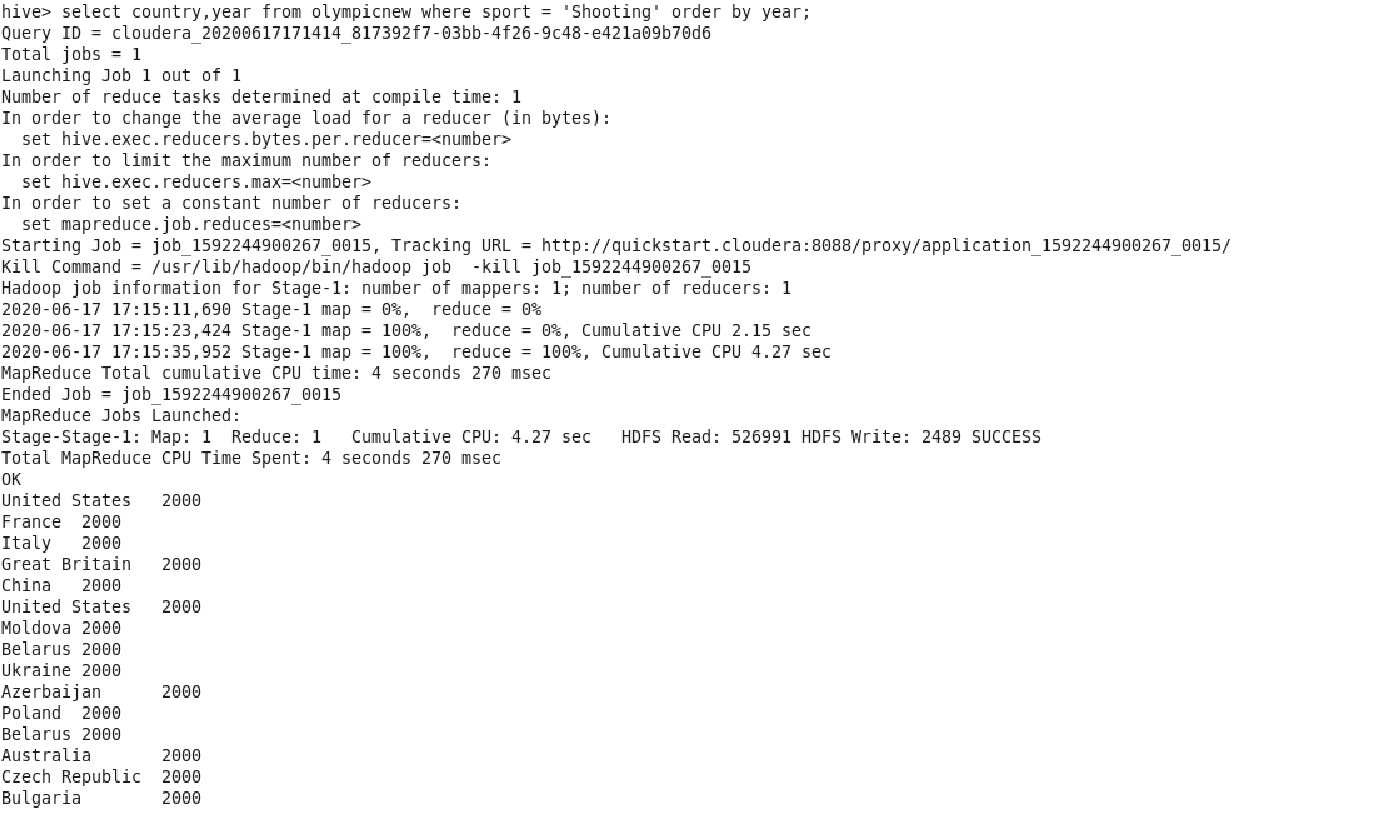 hive> select country,year from olympicnew where sport = 'Shooting' order by year;
Query ID = cloudera_20200617171414_817392f7-03bb-4f26-9c48-e421a09b70d6
Total jobs = 1
Launching Job 1 out of 1
Number of reduce tasks determined at compile time: 1
In order to change the average load for a reducer (in bytes):
  set hive.exec.reducers.bytes.per.reducer=<number>
In order to limit the maximum number of reducers:
  set hive.exec.reducers.max=<number>
In order to set a constant number of reducers:
  set mapreduce.job.reduces=<number>
Starting Job = job_1592244900267_0015, Tracking URL = http://quickstart.cloudera:8088/proxy/application_1592244900267_0015/
Kill Command = /usr/lib/hadoop/bin/hadoop job  -kill job_1592244900267_0015
Hadoop job information for Stage-1: number of mappers: 1; number of reducers: 1
2020-06-17 17:15:11,690 Stage-1 map = 0%,  reduce = 0%
2020-06-17 17:15:23,424 Stage-1 map = 100%,  reduce = 0%, Cumulative CPU 2.15 sec
2020-06-17 17:15:35,952 Stage-1 map = 100%,  reduce = 100%, Cumulative CPU 4.27 sec
MapReduce Total cumulative CPU time: 4 seconds 270 msec
Ended Job = job_1592244900267_0015
MapReduce Jobs Launched:
Stage-Stage-1: Map: 1  Reduce: 1   Cumulative CPU: 4.27 sec   HDFS Read: 526991 HDFS Write: 2489 SUCCESS
Total MapReduce CPU Time Spent: 4 seconds 270 msec
OK
United States   2000
France  2000
Italy   2000
Great Britain   2000
China   2000
United States   2000
Moldova 2000
Belarus 2000
Ukraine 2000
Azerbaijan      2000
Poland  2000
Belarus 2000
Australia       2000
Czech Republic  2000
Bulgaria        2000